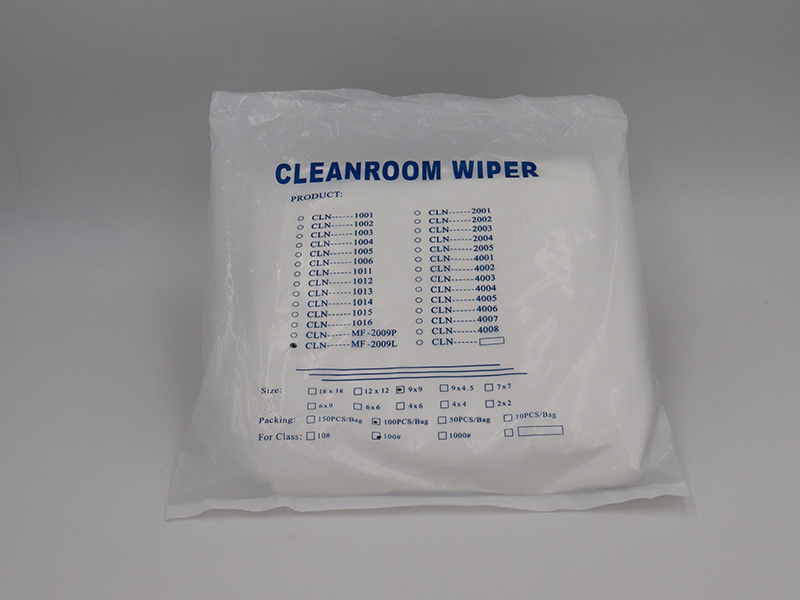 CLEANROOM WIPER
PRODUCT:
CLN------1001
CLN------1002
CLN------1003
CLN------1004
CLN------1005
CLN------1006
CLN------1011
CLN------1012
CLN------1013
CLN------1014
CLN------1015
CLN------1016
CLN------MF-2009P
CLN------MF-2009L
CLN------2001
CLN------2002
CLN------2003
CLN------2004
CLN------2005
CLN------4001
CLN------4002
CLN------4003
CLN------4004
CLN------4005
CLN------4006
CLN------4007
CLN------4008
CLN------
Size: 18 x 18 12 x 12 9 x 9 9 x 4.5 7 x 7
6 x 9 6 x 6 4 x 6 4 x 4 2 x 2
Packing: 150PCS/Bag 100PCS/Bag 50PCS/Bag 10PCS/Bag
For Class: 10# 100# 1000#